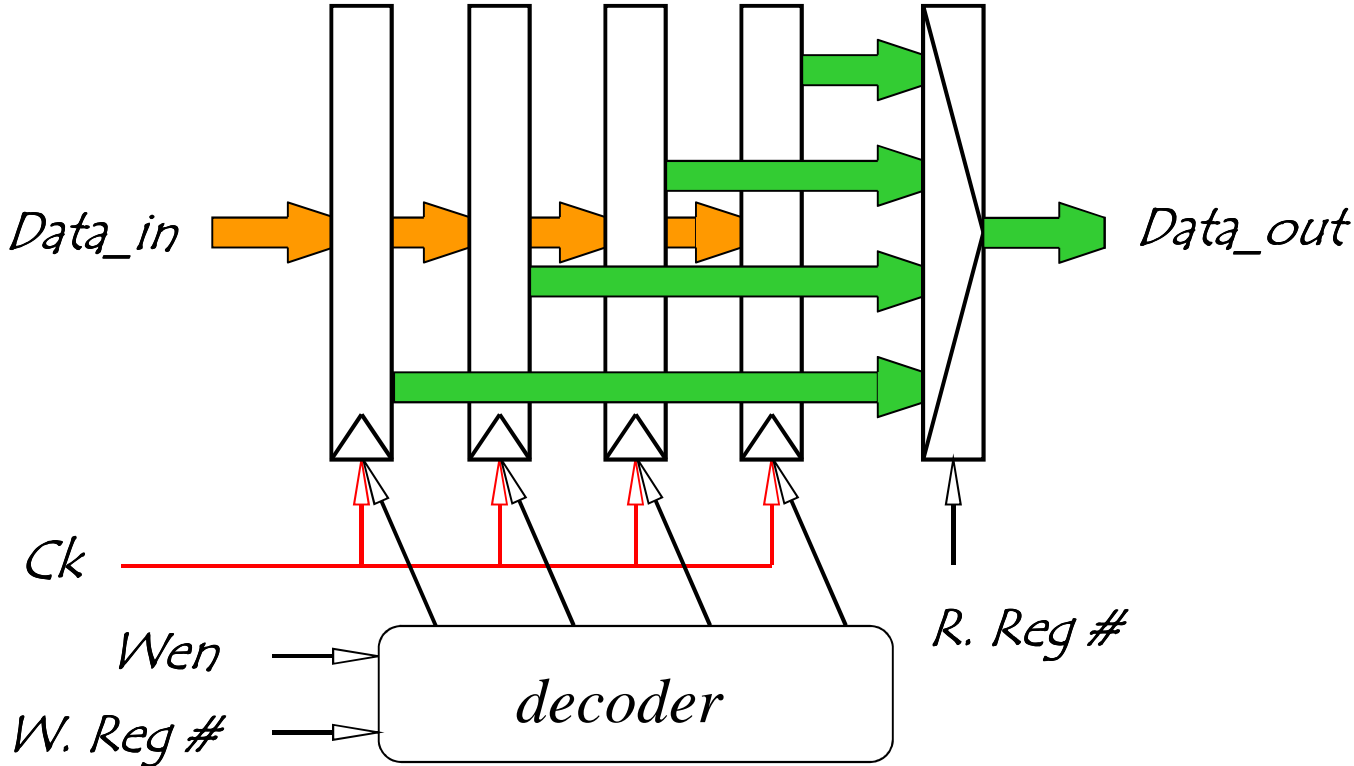 Data_in
Data_out
Ck
R. Reg #
Wen
decoder
W. Reg #